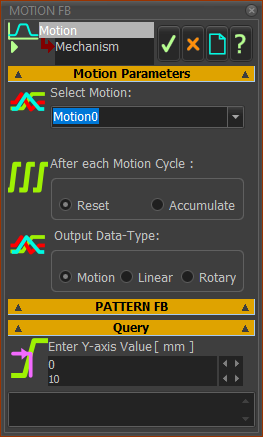 MOTION FB
Motion
Mechanism
?
Motion Parameters
Select Motion:
Motion0
After each Motion Cycle :
Reset
Accumulate
Output Data-Type:
Motion
Linear
Rotary
PATTERN FB
Query
Enter Y-axis Value[ mm ]
0
10